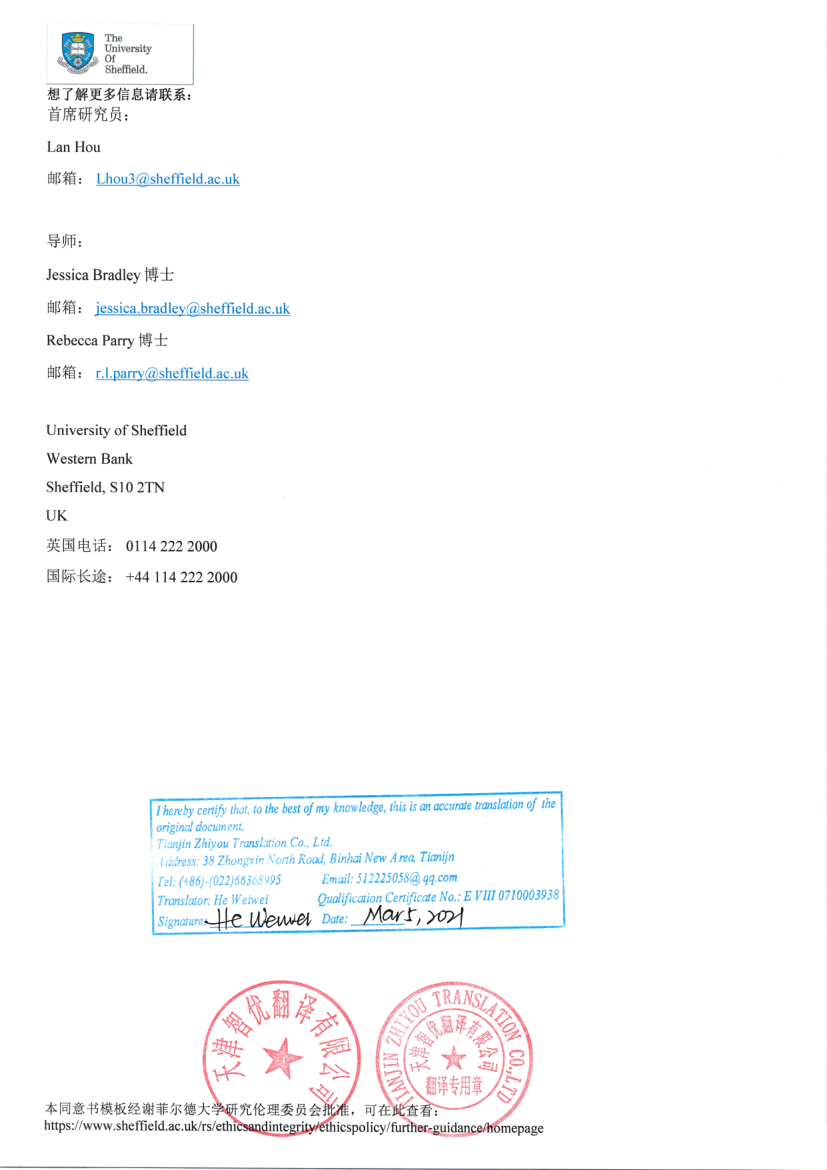 The
University
Of
Sheffield.
想了解更多信息请联系：
首席研究员：
Lan Hou
邮箱： Lhou3@sheffield.ac.uk
导师：
Jessica Bradley 博士
邮箱： jessica.bradley@sheffield.ac.uk
Rebecca Parry 博士
邮箱： r.l.parry@sheffield.ac.uk
University of Sheffield
Western Bank
Sheffield, S10 2TN
UK
英国电话： 0114 222 2000
国际长途： +44 114 222 2000
I hereby certify that, to the best of my knowledge, this is an accurate translation of the
original document.
Tianjin Zhiyou Translation Co., Ltd.
Address: 38 Zhongxin North Road, Binhai New Area, Tianijn
Tel: (+86)-(022)66368995 Email: 512225058@qq.com
Translator: He Weiwei Qualification Certificate No.: E VIII 0710003938
Signature: He Weiwei Date: Mar 5, 2021
天津智优翻译有限公司
TIANJIN ZHIYOU TRANSLATION CO.,LTD
天津智优翻译有限公司
翻译专用章
本同意书模板经谢菲尔德大学研究伦理委员会批准，可在此查看：
https://www.sheffield.ac.uk/rs/ethicsandintegrity/ethicspolicy/further-guidance/homepage